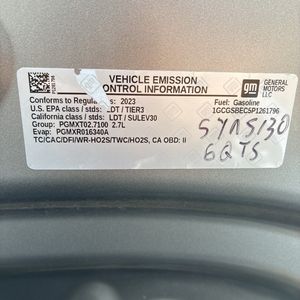 VEHICLE EMISSION
CONTROL INFORMATION
gm
GENERAL
MOTORS
LLC
Conforms to Regulations: 2023
U.S. EPA class / stds: LDT / TIER3
California class / stds: LDT / SULEV30
Group: PGMXT02.7100 2.7L
Evap: PGMXR016340A
TC/CAC/DFI/WR-HO2S/TWC/HO2S, CA OBD: II
Fuel: Gasoline
1GCGSBEC5P1261796
6QTS